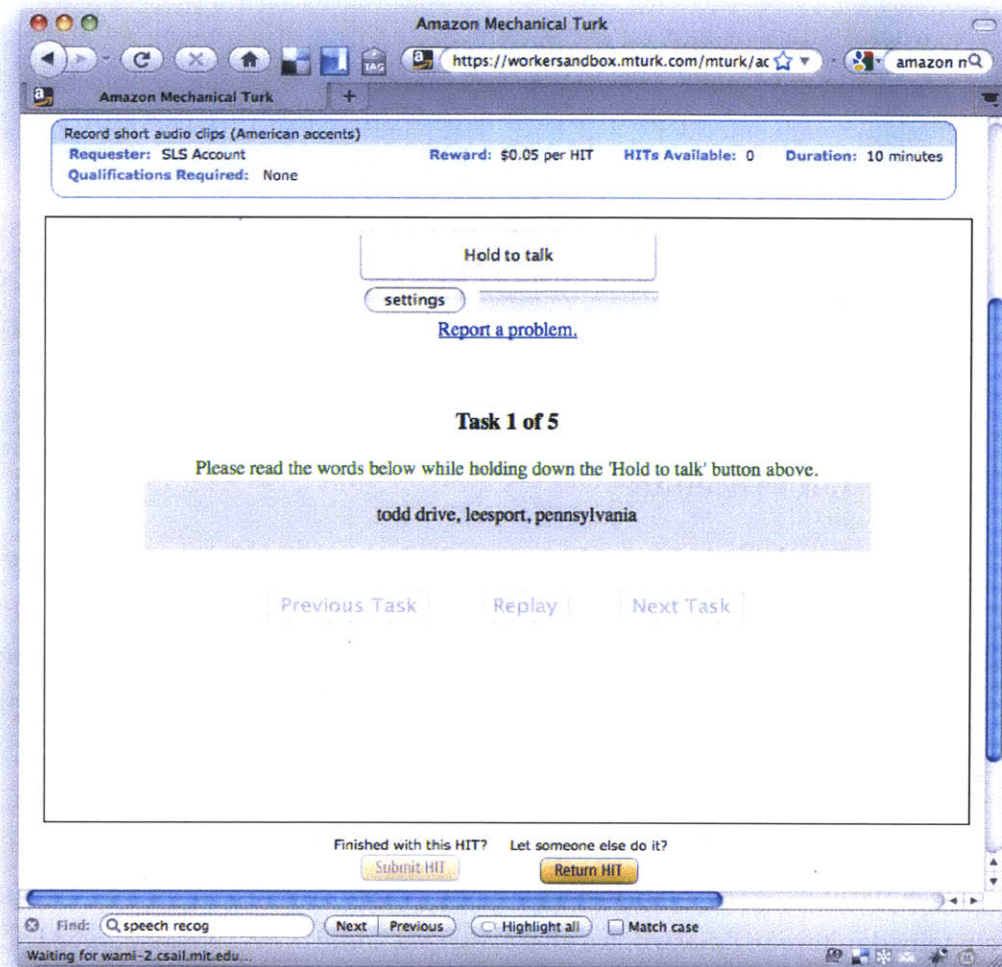 Amazon Mechanical Turk
TAG
a https://workersandbox.mturk.com/mturk/ac
amazon n
a Amazon Mechanical Turk +
Record short audio clips (American accents)
Requester: SLS Account Reward: $0.05 per HIT HITs Available: 0 Duration: 10 minutes
Qualifications Required: None
Hold to talk
settings
Report a problem.
Task 1 of 5
Please read the words below while holding down the 'Hold to talk' button above.
todd drive, leesport, pennsylvania
Previous Task Replay Next Task
Finished with this HIT? Let someone else do it?
Submit HIT Return HIT
Find: speech recog Next Previous Highlight all Match case
Waiting for wami-2.csail.mit.edu...